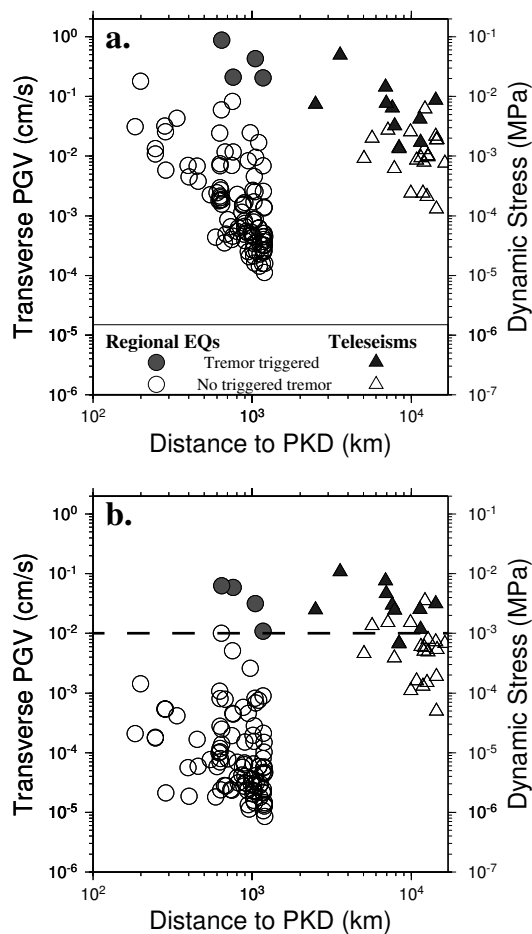 a.
Transverse PGV (cm/s)
10⁰
10⁻¹
10⁻²
10⁻³
10⁻⁴
10⁻⁵
10⁻⁶
Dynamic Stress (MPa)
10⁻¹
10⁻²
10⁻³
10⁻⁴
10⁻⁵
10⁻⁶
10⁻⁷
Regional EQs Teleseisms
Tremor triggered
No triggered tremor
10² 10³ 10⁴
Distance to PKD (km)
b.
Transverse PGV (cm/s)
10⁰
10⁻¹
10⁻²
10⁻³
10⁻⁴
10⁻⁵
10⁻⁶
Dynamic Stress (MPa)
10⁻¹
10⁻²
10⁻³
10⁻⁴
10⁻⁵
10⁻⁶
10⁻⁷
10² 10³ 10⁴
Distance to PKD (km)